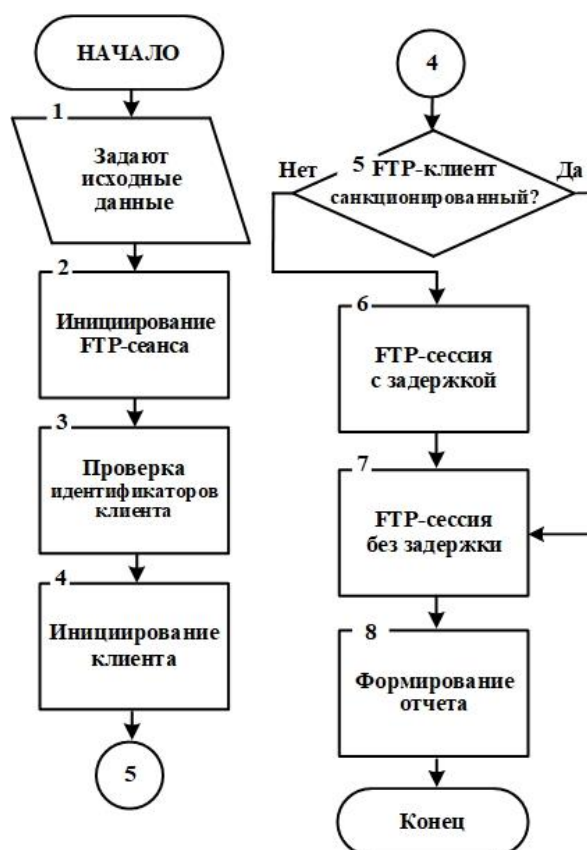 НАЧАЛО
1
Задают
исходные
данные
2
Инициирование
FTP-сеанса
3
Проверка
идентификаторов
клиента
4
Инициирование
клиента
5
4
Нет
5 FTP-клиент
Да
санкционированный?
6
FTP-сессия
с задержкой
7
FTP-сессия
без задержки
8
Формирование
отчета
Конец